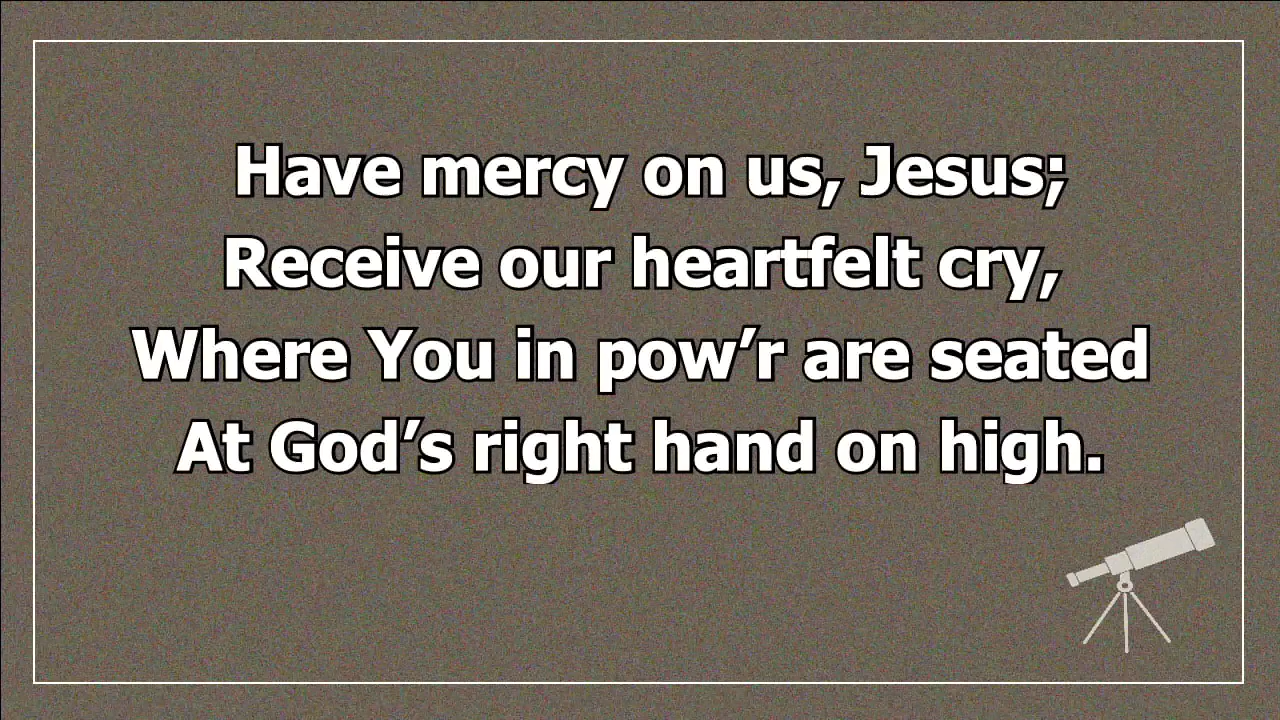 Have mercy on us, Jesus;
Receive our heartfelt cry,
Where You in pow’r are seated
At God’s right hand on high.